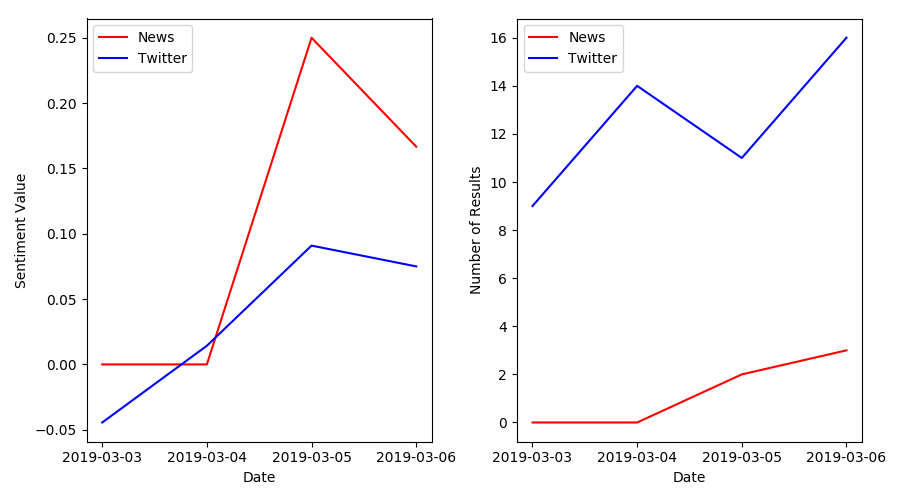 News
Twitter
0.25
0.20
0.15
0.10
0.05
0.00
−0.05
Sentiment Value
2019-03-03 2019-03-04 2019-03-05 2019-03-06
Date
News
Twitter
16
14
12
10
8
6
4
2
0
Number of Results
2019-03-03 2019-03-04 2019-03-05 2019-03-06
Date